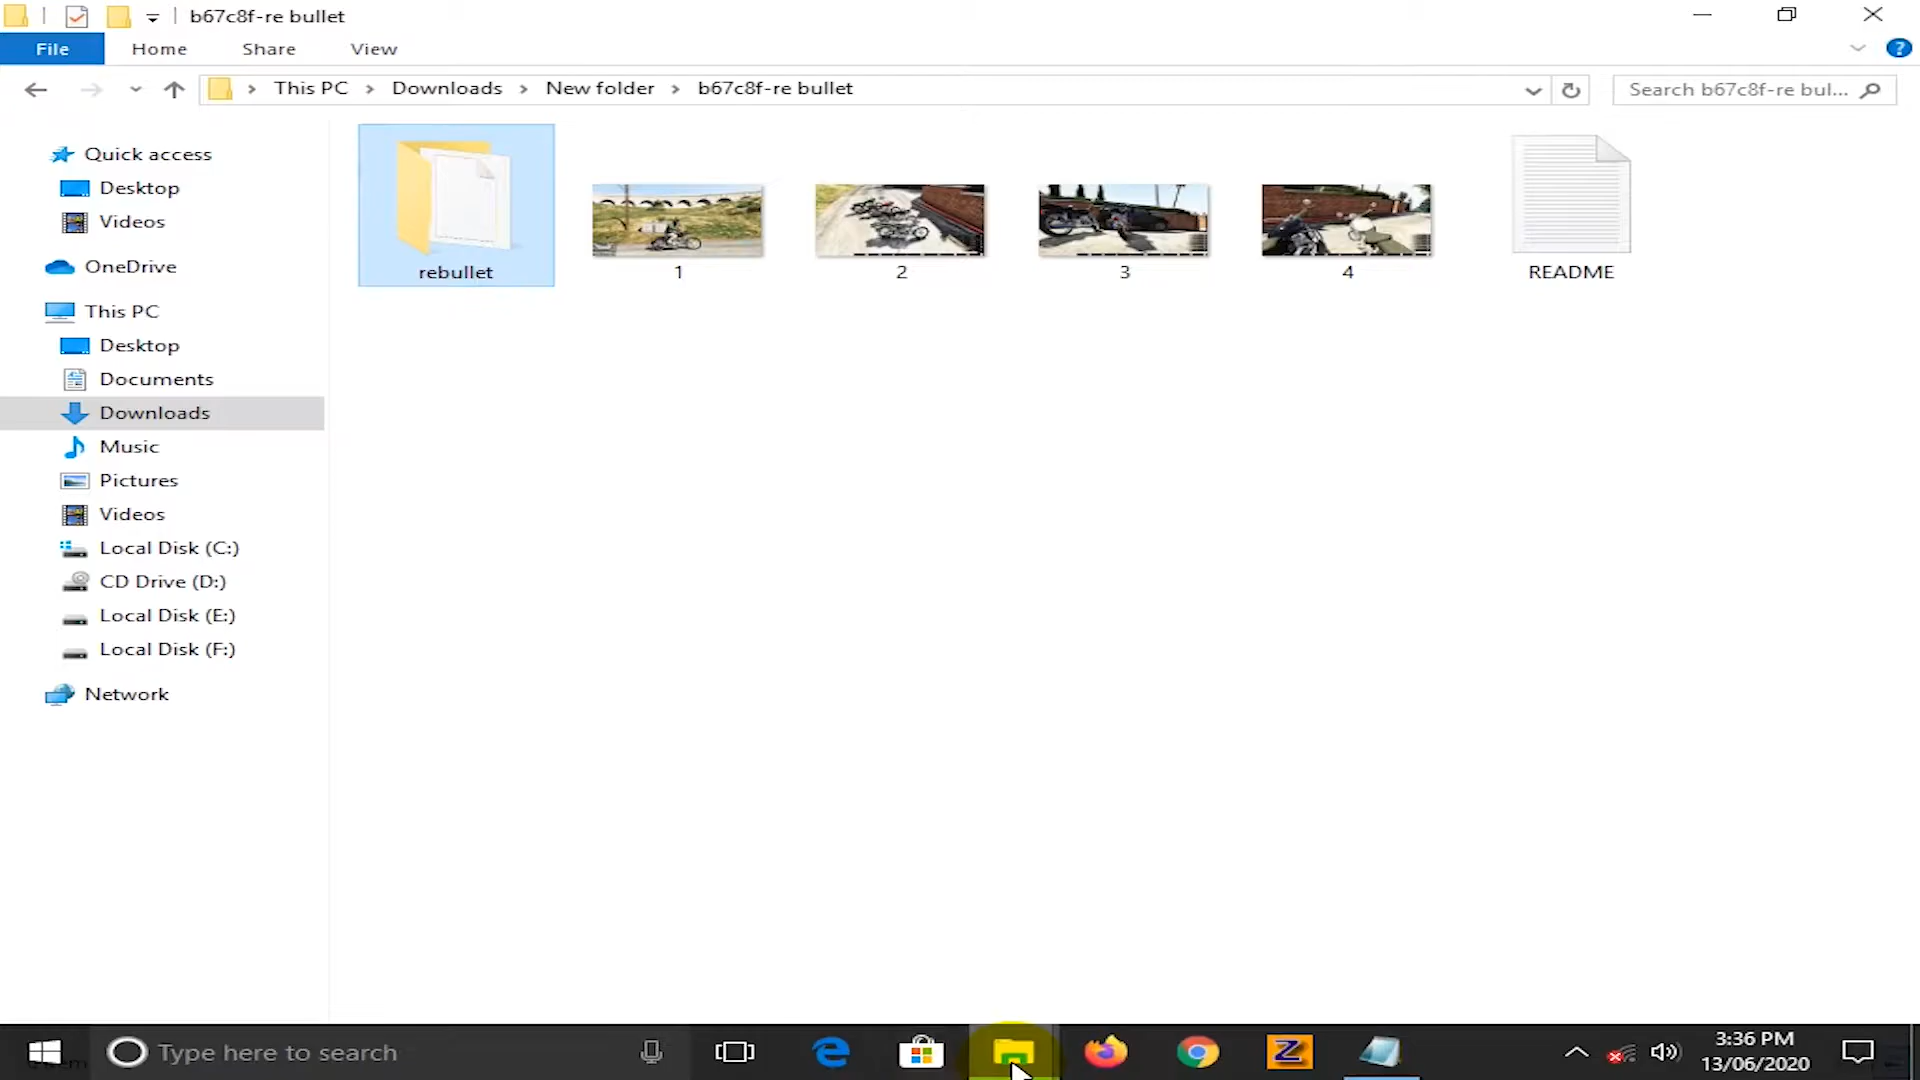 b67c8f-re bullet
File Home Share View
This PC Downloads New folder b67c8f-re bullet
Search b67c8f-re bul...
Quick access
Desktop
Videos
OneDrive
This PC
Desktop
Documents
Downloads
Music
Pictures
Videos
Local Disk (C:)
CD Drive (D:)
Local Disk (E:)
Local Disk (F:)
Network
rebullet 1 2 3 4 README
Type here to search
3:36 PM
13/06/2020